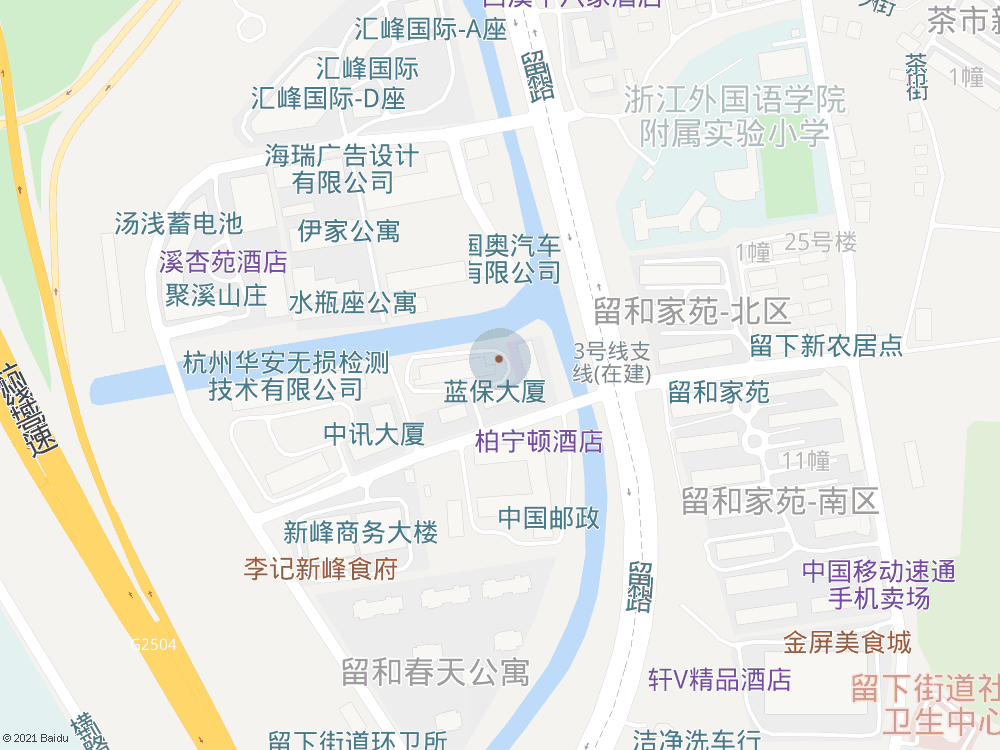 汇峰国际-A座
茶市新
汇峰国际
留和路
茶市街
1幢
汇峰国际-D座
浙江外国语学院
附属实验小学
海瑞广告设计
有限公司
汤浅蓄电池
伊家公寓
国奥汽车
有限公司
1幢
25号楼
溪杏苑酒店
聚溪山庄
水瓶座公寓
留和家苑-北区
3号线支
线(在建)
留下新农居点
杭州华安无损检测
技术有限公司
蓝保大厦
留和家苑
中讯大厦
柏宁顿酒店
11幢
留和家苑-南区
中国邮政
新峰商务大楼
李记新峰食府
留和路
中国移动速通
手机卖场
G2504
金屏美食城
留和春天公寓
轩V精品酒店
留下街道社
卫生中心
留下街道环卫所
洁净洗车行
© 2021 Baidu